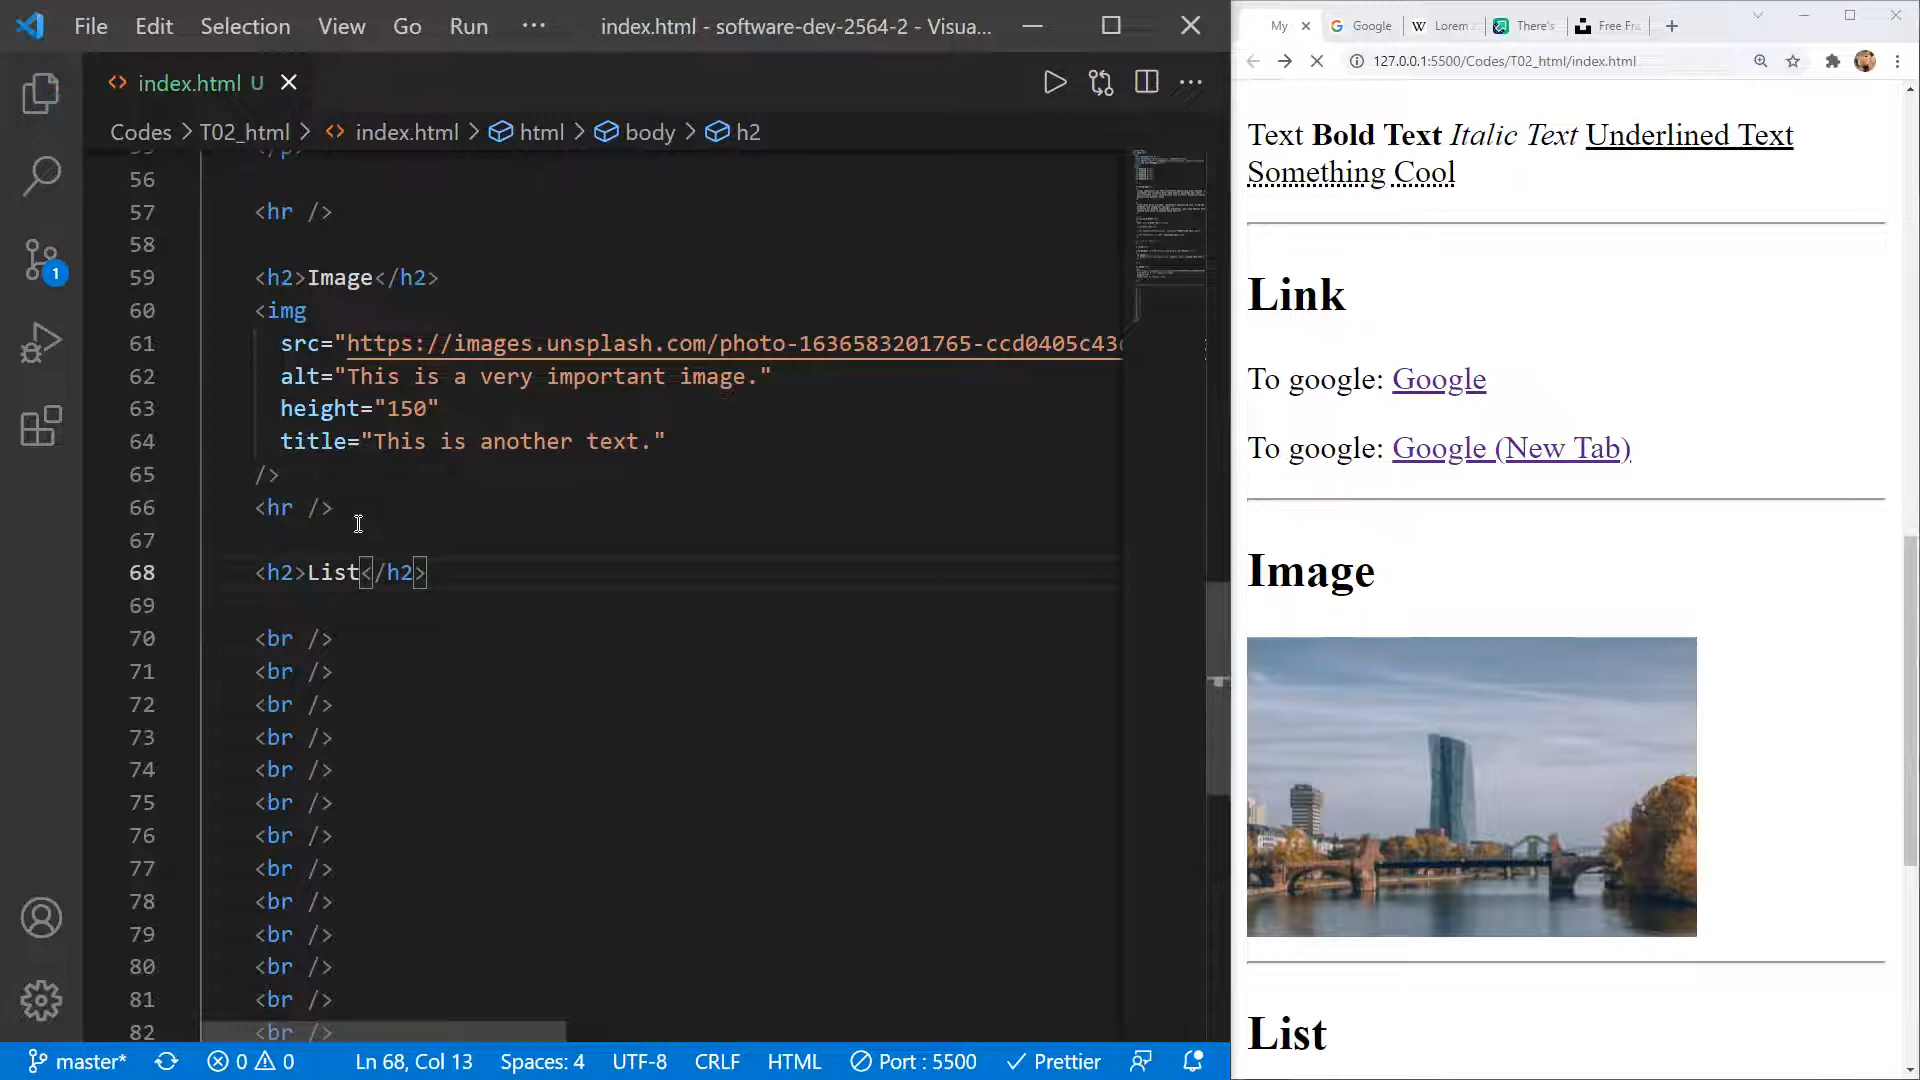 File Edit Selection View Go Run ··· index.html - software-dev-2564-2 - Visua...
index.html U
Codes > T02_html > index.html > html > body > h2
56
57 <hr />
58
59 <h2>Image</h2>
60 <img
61 src="https://images.unsplash.com/photo-1636583201765-ccd0405c43
62 alt="This is a very important image."
63 height="150"
64 title="This is another text."
65 />
66 <hr />
67
68 <h2>List</h2>
69
70 <br />
71 <br />
72 <br />
73 <br />
74 <br />
75 <br />
76 <br />
77 <br />
78 <br />
79 <br />
80 <br />
81 <br />
82 <br />
1
master* 0 0 Ln 68, Col 13 Spaces: 4 UTF-8 CRLF HTML Port : 5500 Prettier
My Google Lorem There's Free Fr
127.0.0.1:5500/Codes/T02_html/index.html
Text Bold Text Italic Text Underlined Text
Something Cool
Link
To google: Google
To google: Google (New Tab)
Image
List